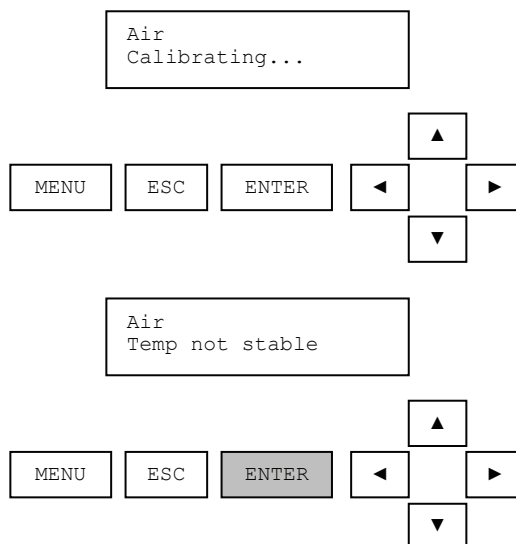 Air
Calibrating...
▲
MENU ESC ENTER ◄ ►
▼
Air
Temp not stable
▲
MENU ESC ENTER ◄ ►
▼